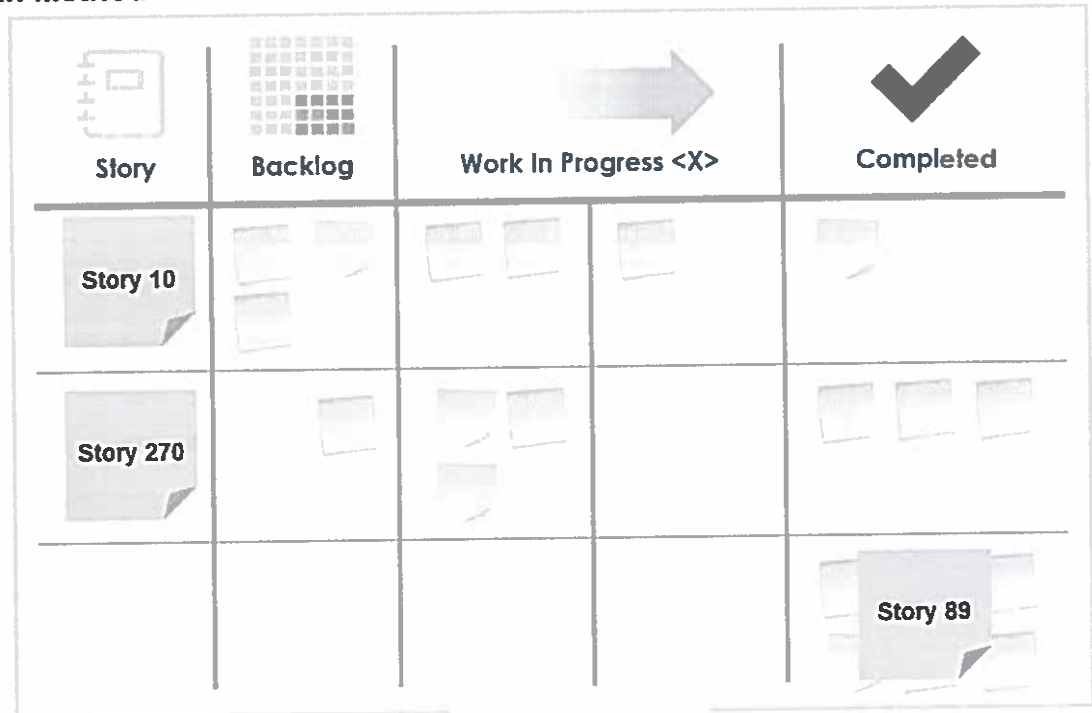 Story
Backlog
Work In Progress <X>
Completed
Story 10
Story 270
Story 89